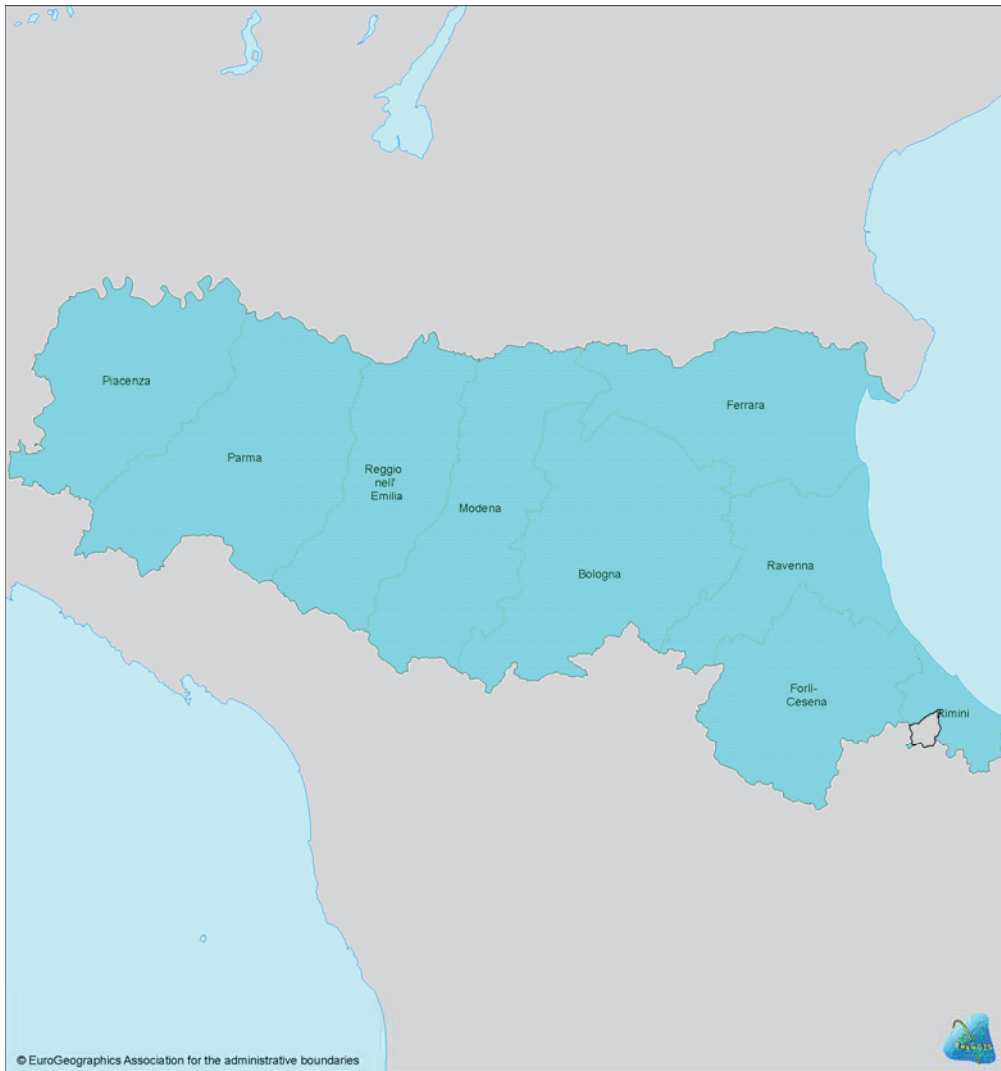 Piacenza
Ferrara
Parma
Reggio
nell'
Emilia
Modena
Ravenna
Bologna
Forlì-
Cesena
Rimini
© EuroGeographics Association for the administrative boundaries